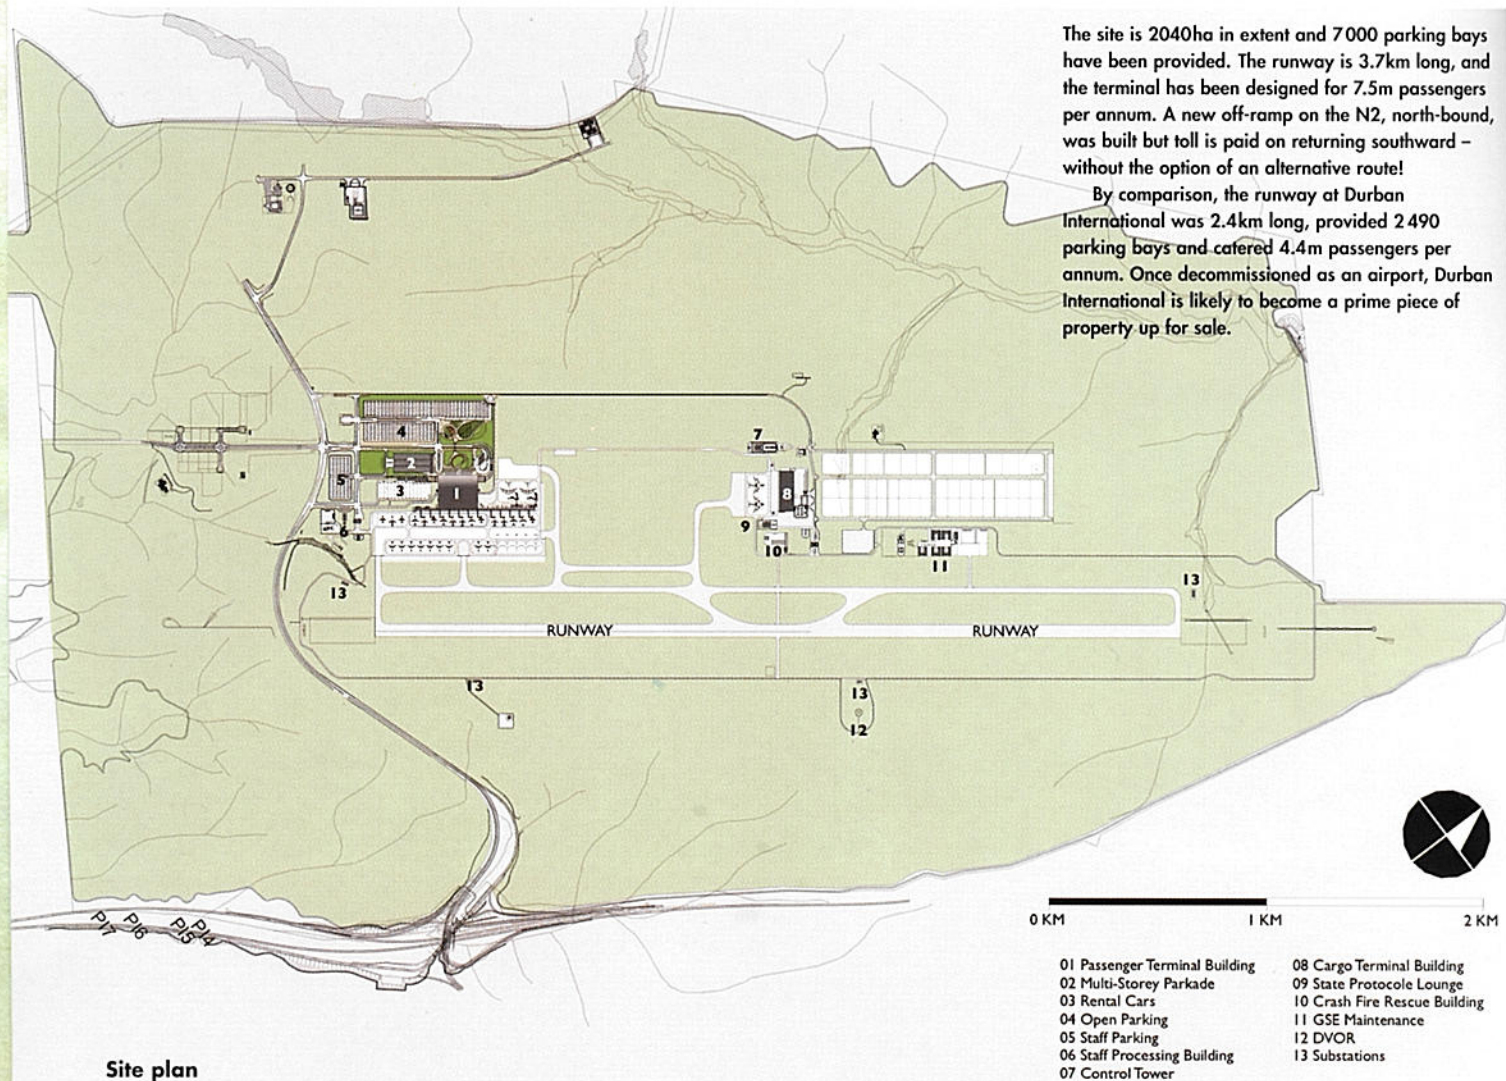 The site is 2040ha in extent and 7000 parking bays
have been provided. The runway is 3.7km long, and
the terminal has been designed for 7.5m passengers
per annum. A new off-ramp on the N2, north-bound,
was built but toll is paid on returning southward –
without the option of an alternative route!
By comparison, the runway at Durban
International was 2.4km long, provided 2490
parking bays and catered 4.4m passengers per
annum. Once decommissioned as an airport, Durban
International is likely to become a prime piece of
property up for sale.
4
7
2
5
3
1
8
6
9
10
11
13
13
RUNWAY
RUNWAY
13
13
12
P17
P16
P15
P14
0 KM
1 KM
2 KM
01 Passenger Terminal Building
02 Multi-Storey Parkade
03 Rental Cars
04 Open Parking
05 Staff Parking
06 Staff Processing Building
07 Control Tower
08 Cargo Terminal Building
09 State Protocole Lounge
10 Crash Fire Rescue Building
11 GSE Maintenance
12 DVOR
13 Substations
Site plan